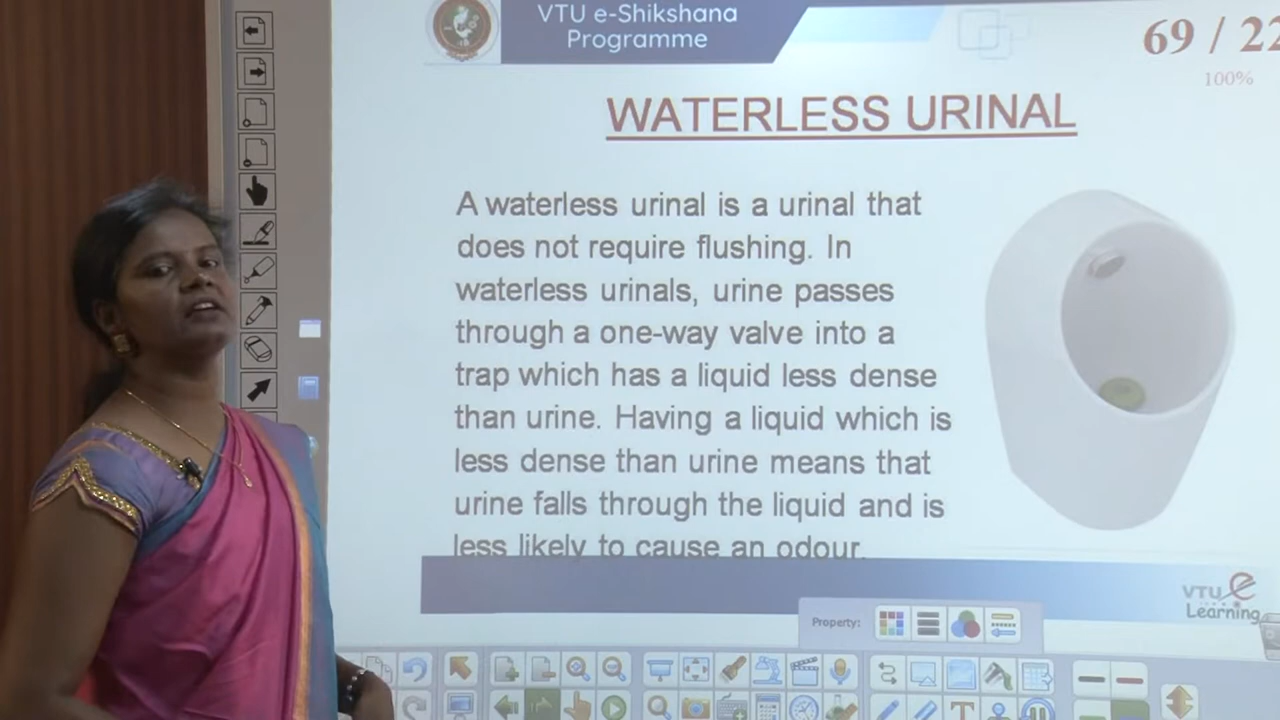 VTU e-Shikshana
Programme
69 / 22
100%
WATERLESS URINAL
A waterless urinal is a urinal that
does not require flushing. In
waterless urinals, urine passes
through a one-way valve into a
trap which has a liquid less dense
than urine. Having a liquid which is
less dense than urine means that
urine falls through the liquid and is
less likely to cause an odour.
VTU e
Learning
Property: